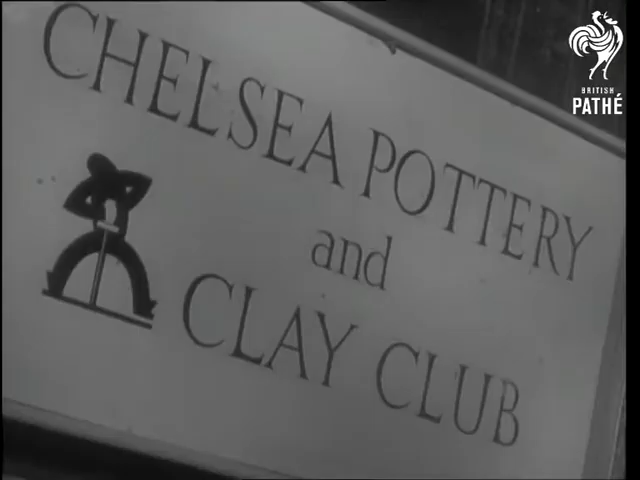 CHELSEA POTTERY
and
CLAY CLUB
BRITISH
PATHÉ